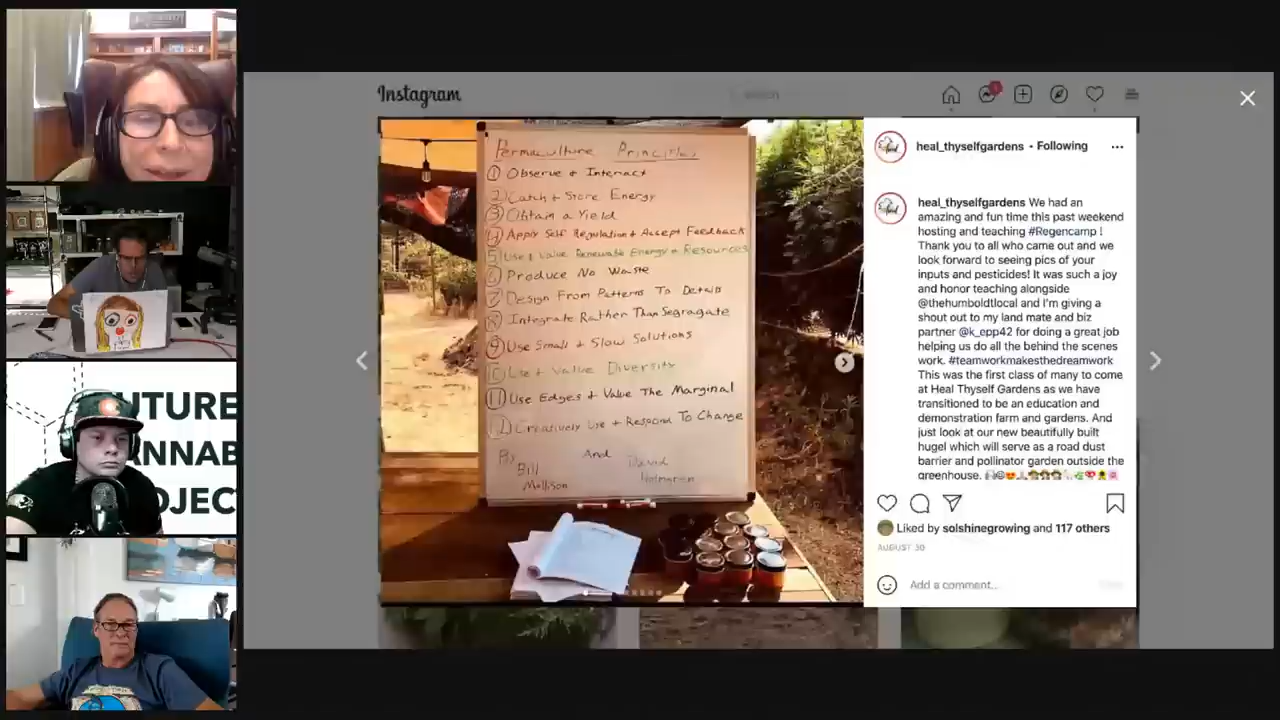 Instagram
search
Permaculture Principles
① Observe + Interact
② Catch + Store Energy
③ Obtain a Yield
④ Apply Self Regulation + Accept Feedback
⑤ Use + Value Renewable Energy + Resources
⑥ Produce No Waste
⑦ Design From Patterns To Details
⑧ Integrate Rather Than Segragate
⑨ Use Small + Slow Solutions
⑩ Use + Value Diversity
⑪ Use Edges + Value The Marginal
⑫ Creatively Use + Respond To Change
By Bill Mollison And David Holmgren
heal_thyselfgardens • Following
heal_thyselfgardens We had an
amazing and fun time this past weekend
hosting and teaching #Regencamp !
Thank you to all who came out and we
look forward to seeing pics of your
inputs and pesticides! It was such a joy
and honor teaching alongside
@thehumboldtlocal and I'm giving a
shout out to my land mate and biz
partner @k_epp42 for doing a great job
helping us do all the behind the scenes
work. #teamworkmakesthedreamwork
This was the first class of many to come
at Heal Thyself Gardens as we have
transitioned to be an education and
demonstration farm and gardens. And
just look at our new beautifully built
hugel which will serve as a road dust
barrier and pollinator garden outside the
greenhouse.
Liked by solshinegrowing and 117 others
AUGUST 30
Add a comment...
UTURE
ANNAB
ROJEC